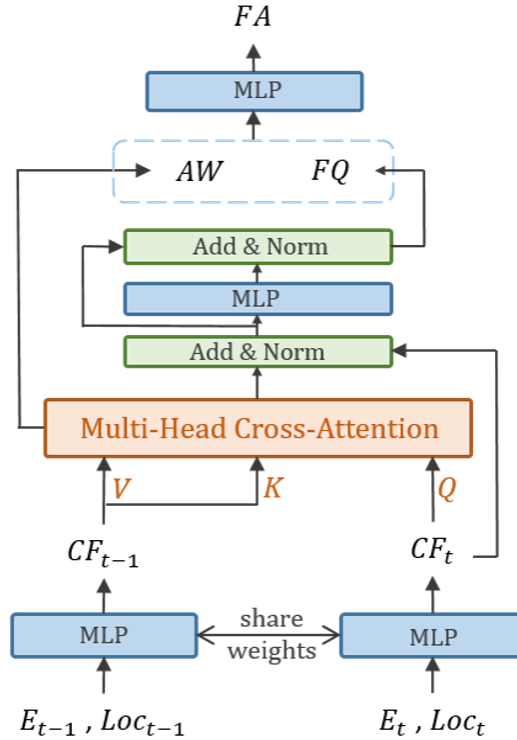 FA
MLP
AW FQ
Add & Norm
MLP
Add & Norm
Multi-Head Cross-Attention
V K Q
CF_{t-1} CF_t
MLP share weights MLP
E_{t-1} , Loc_{t-1} E_t , Loc_t